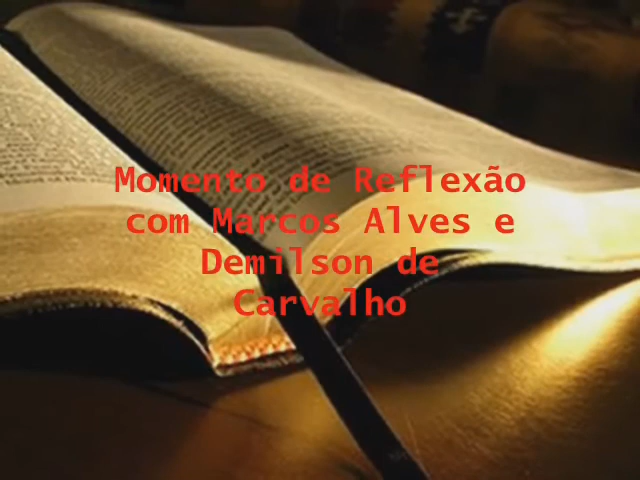 Momento de Reflexão
com Marcos Alves e
Demilson de
Carvalho